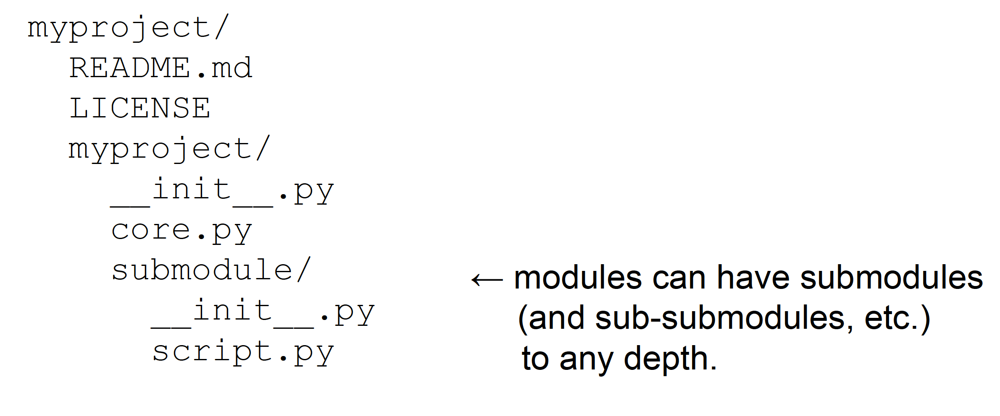 myproject/
README.md
LICENSE
myproject/
__init__.py
core.py
submodule/
__init__.py
script.py
← modules can have submodules
(and sub-submodules, etc.)
to any depth.